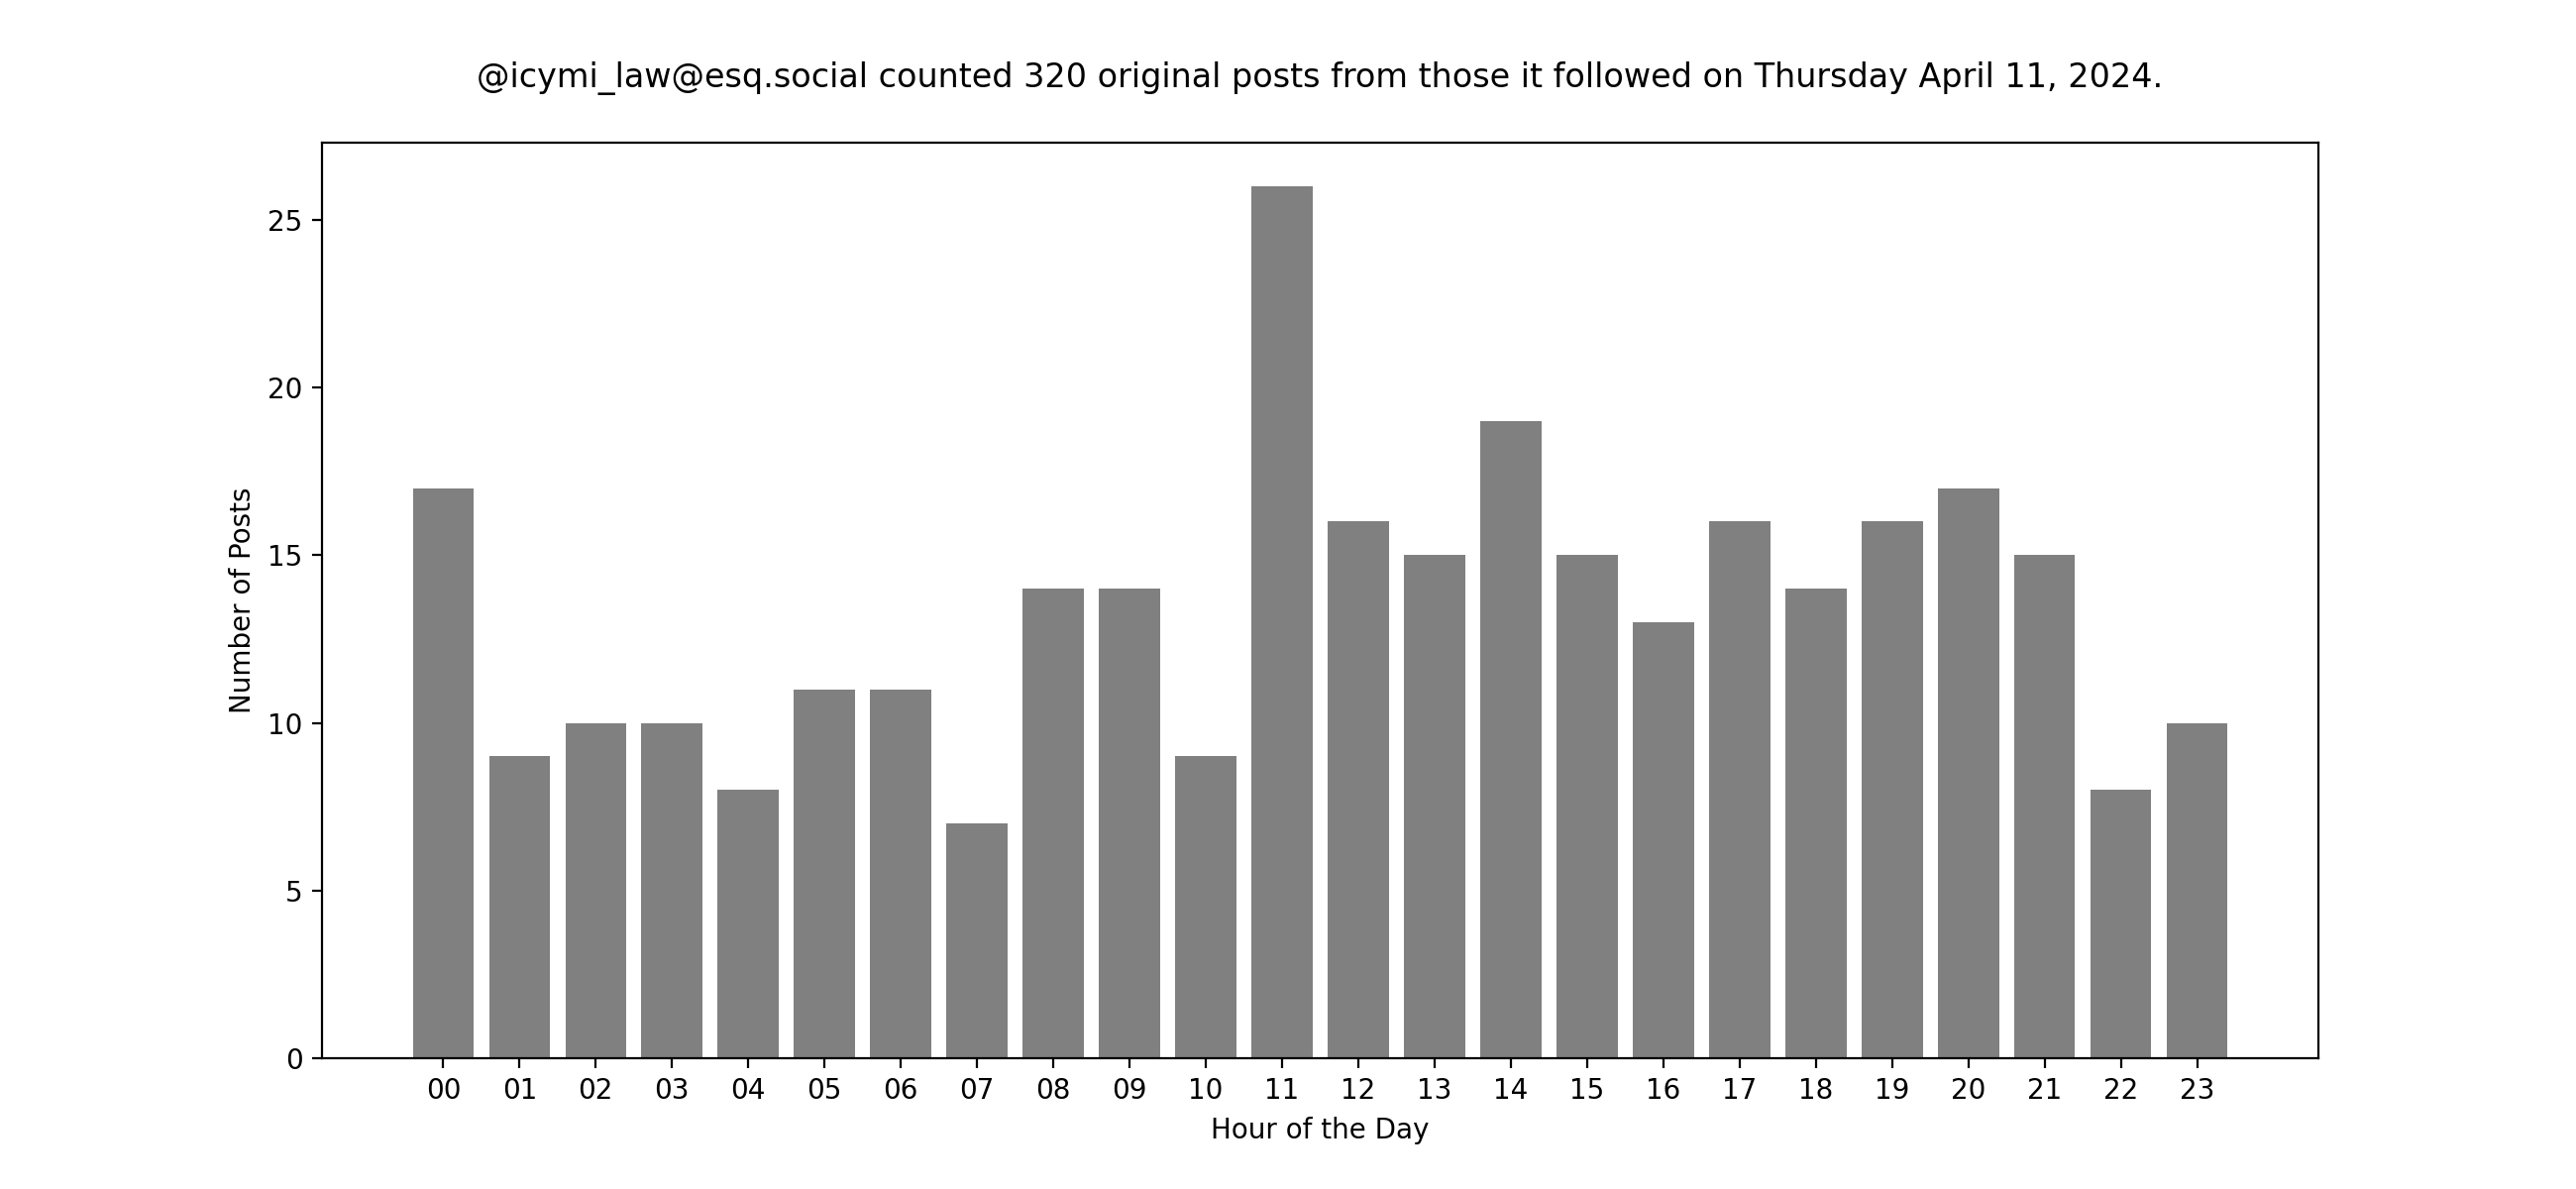 @icymi_law@esq.social counted 320 original posts from those it followed on Thursday April 11, 2024.
Number of Posts
25
20
15
10
5
0
00 01 02 03 04 05 06 07 08 09 10 11 12 13 14 15 16 17 18 19 20 21 22 23
Hour of the Day